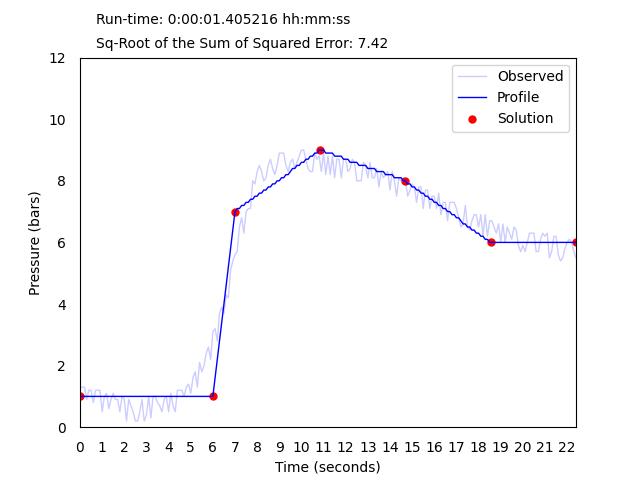 Run-time: 0:00:01.405216 hh:mm:ss
Sq-Root of the Sum of Squared Error: 7.42
12
10
8
6
4
2
0
Pressure (bars)
Observed
Profile
Solution
0 1 2 3 4 5 6 7 8 9 10 11 12 13 14 15 16 17 18 19 20 21 22
Time (seconds)